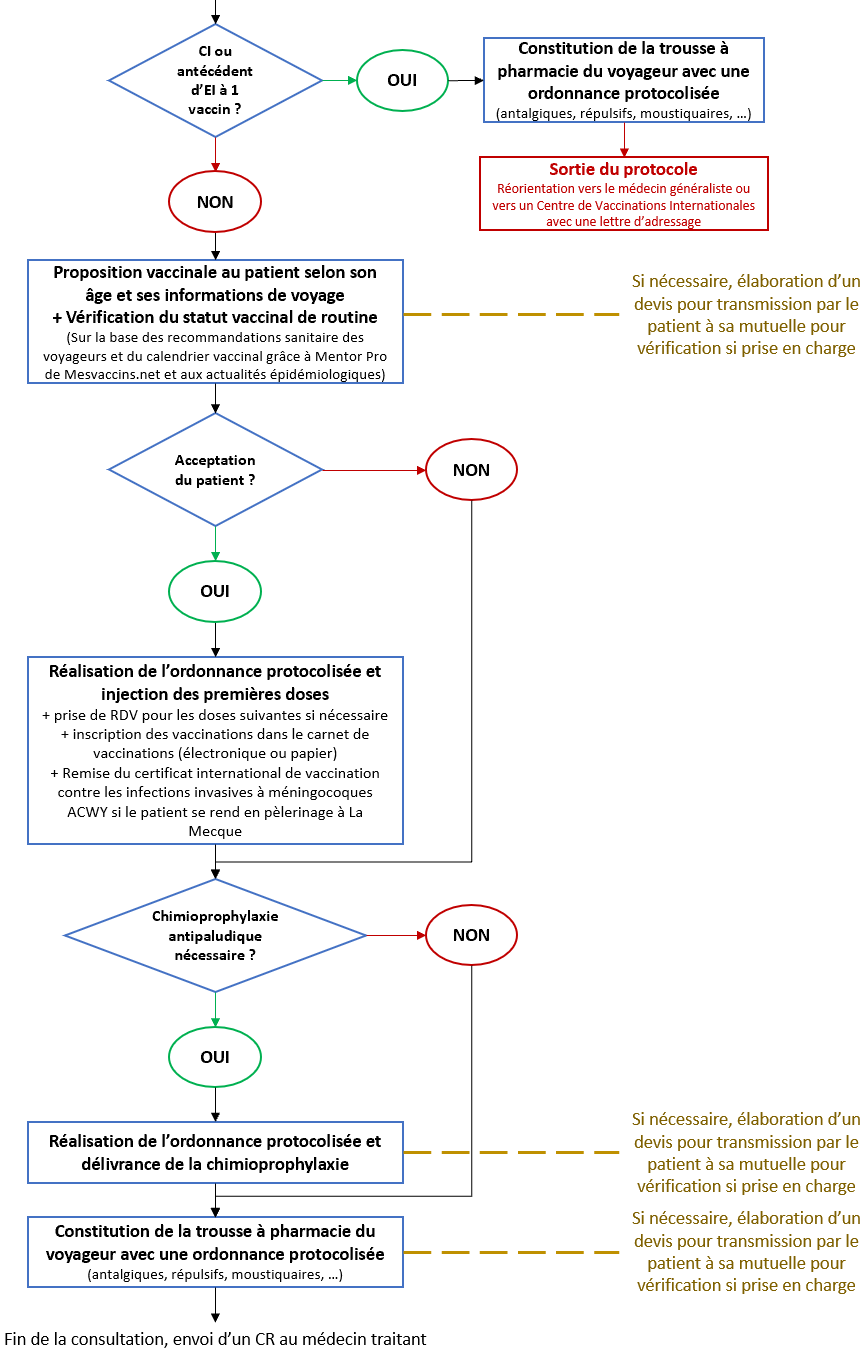 CI ou
antécédent
d'EI à 1
vaccin ?
OUI
Constitution de la trousse à
pharmacie du voyageur avec une
ordonnance protocolisée
(antalgiques, répulsifs, moustiquaires, …)
Sortie du protocole
Réorientation vers le médecin généraliste ou
vers un Centre de Vaccinations Internationales
avec une lettre d'adressage
NON
Proposition vaccinale au patient selon son
âge et ses informations de voyage
+ Vérification du statut vaccinal de routine
(Sur la base des recommandations sanitaire des
voyageurs et du calendrier vaccinal grâce à Mentor Pro
de Mesvaccins.net et aux actualités épidémiologiques)
Si nécessaire, élaboration d'un
devis pour transmission par le
patient à sa mutuelle pour
vérification si prise en charge
Acceptation
du patient ?
NON
OUI
Réalisation de l'ordonnance protocolisée et
injection des premières doses
+ prise de RDV pour les doses suivantes si nécessaire
+ inscription des vaccinations dans le carnet de
vaccinations (électronique ou papier)
+ Remise du certificat international de vaccination
contre les infections invasives à méningocoques
ACWY si le patient se rend en pèlerinage à La
Mecque
Chimioprophylaxie
antipaludique
nécessaire ?
NON
OUI
Réalisation de l'ordonnance protocolisée et
délivrance de la chimioprophylaxie
Si nécessaire, élaboration d'un
devis pour transmission par le
patient à sa mutuelle pour
vérification si prise en charge
Constitution de la trousse à pharmacie du
voyageur avec une ordonnance protocolisée
(antalgiques, répulsifs, moustiquaires, …)
Si nécessaire, élaboration d'un
devis pour transmission par le
patient à sa mutuelle pour
vérification si prise en charge
Fin de la consultation, envoi d'un CR au médecin traitant